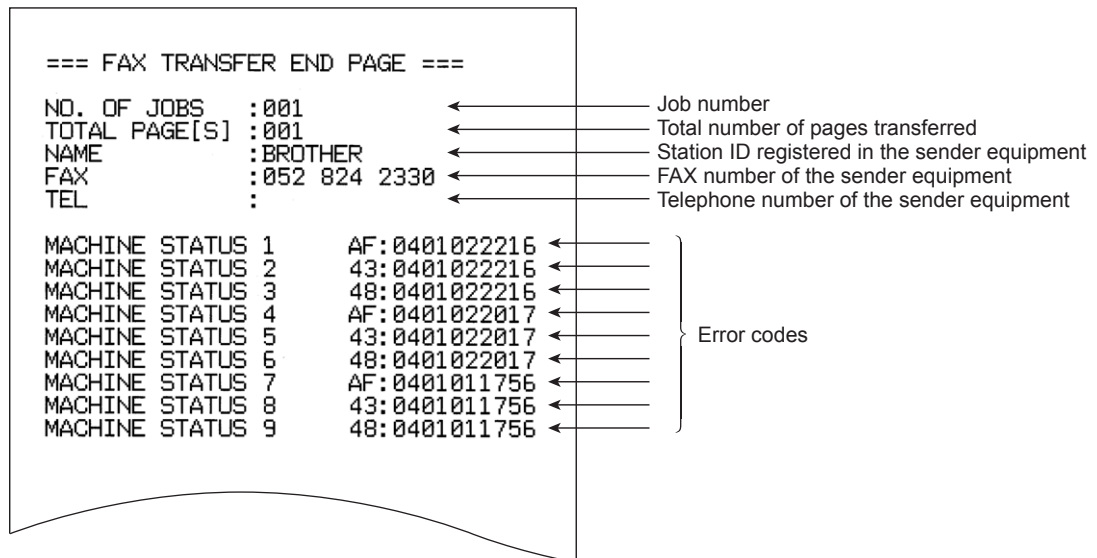 === FAX TRANSFER END PAGE ===
NO. OF JOBS :001 Job number
TOTAL PAGE[S] :001 Total number of pages transferred
NAME :BROTHER Station ID registered in the sender equipment
FAX :052 824 2330 FAX number of the sender equipment
TEL : Telephone number of the sender equipment
MACHINE STATUS 1 AF:0401022216
MACHINE STATUS 2 43:0401022216
MACHINE STATUS 3 48:0401022216
MACHINE STATUS 4 AF:0401022017
MACHINE STATUS 5 43:0401022017 Error codes
MACHINE STATUS 6 48:0401022017
MACHINE STATUS 7 AF:0401011756
MACHINE STATUS 8 43:0401011756
MACHINE STATUS 9 48:0401011756